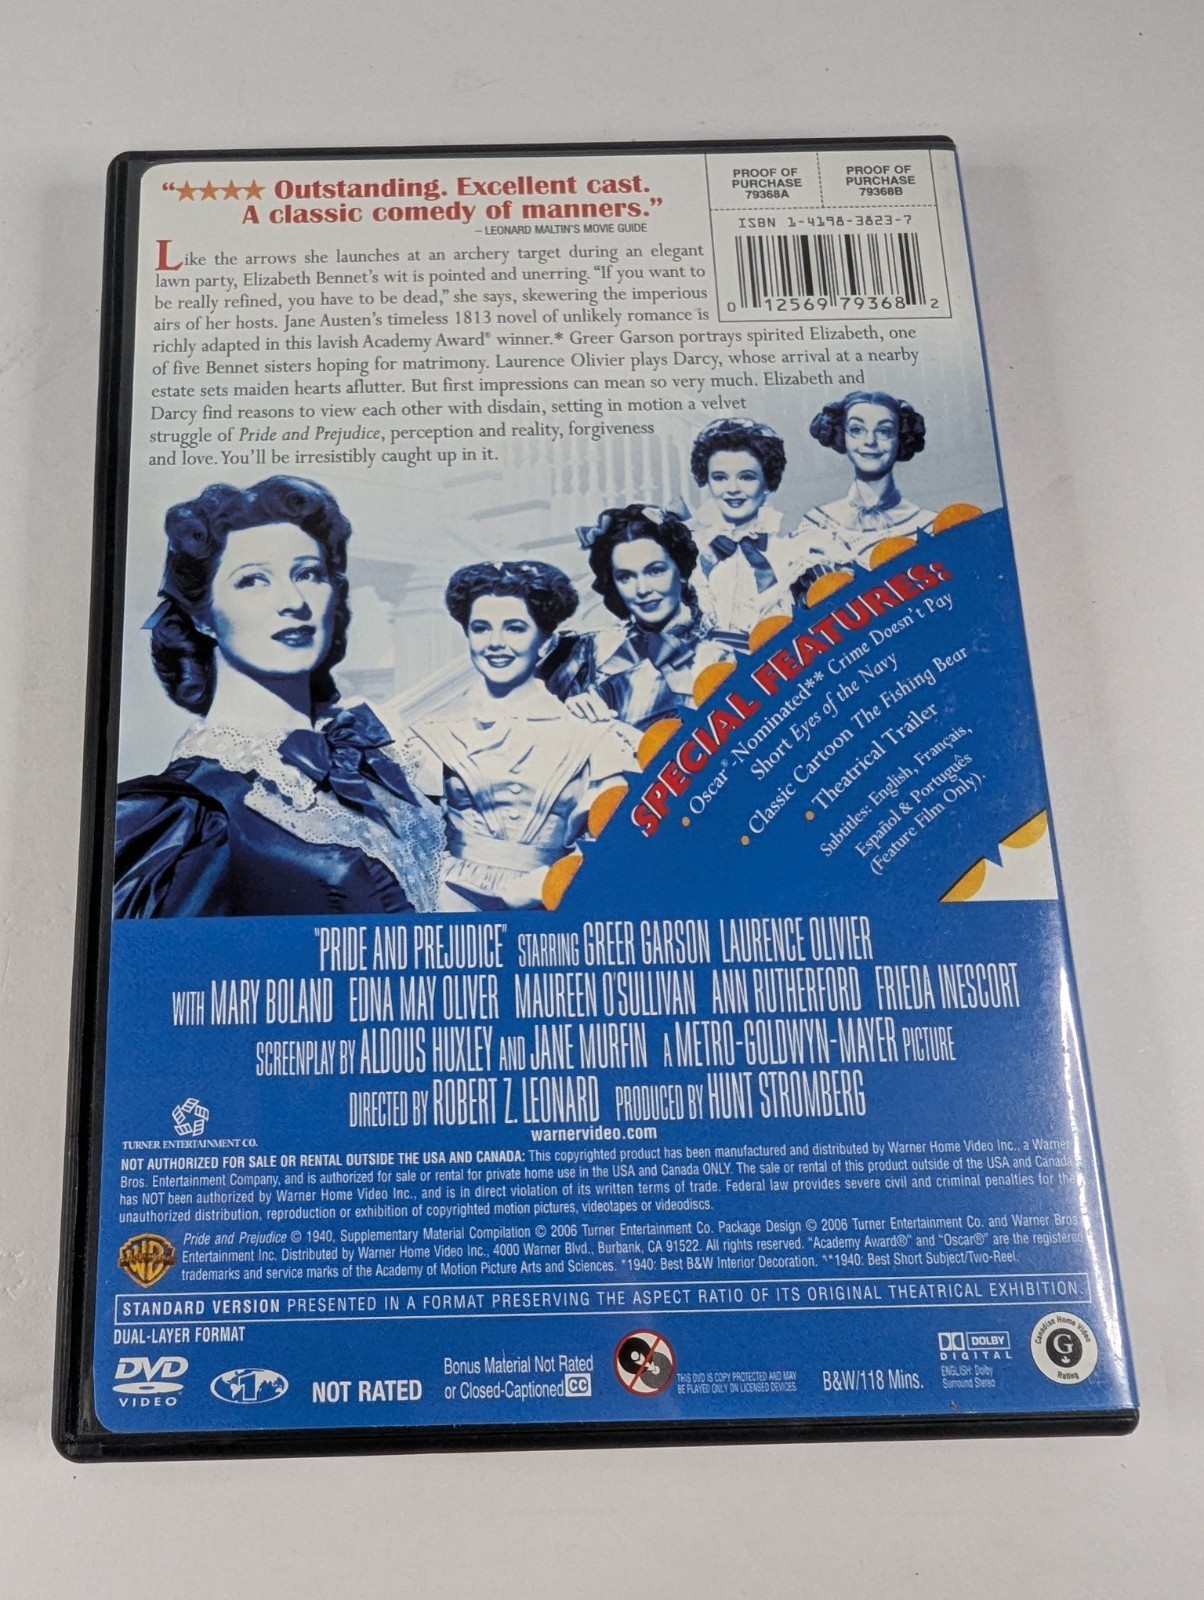 “★★★★ Outstanding. Excellent cast.
A classic comedy of manners.”
– LEONARD MALTIN'S MOVIE GUIDE
PROOF OF PURCHASE 79368A
PROOF OF PURCHASE 79368B
ISBN 1-4198-3823-7
0 12569 79368 2
Like the arrows she launches at an archery target during an elegant
lawn party, Elizabeth Bennet's wit is pointed and unerring. “If you want to
be really refined, you have to be dead,” she says, skewering the imperious
airs of her hosts. Jane Austen's timeless 1813 novel of unlikely romance is
richly adapted in this lavish Academy Award® winner.* Greer Garson portrays spirited Elizabeth, one
of five Bennet sisters hoping for matrimony. Laurence Olivier plays Darcy, whose arrival at a nearby
estate sets maiden hearts aflutter. But first impressions can mean so very much. Elizabeth and
Darcy find reasons to view each other with disdain, setting in motion a velvet
struggle of Pride and Prejudice, perception and reality, forgiveness
and love. You'll be irresistibly caught up in it.
SPECIAL FEATURES:
• Oscar®-Nominated** Crime Doesn't Pay
Short Eyes of the Navy
• Classic Cartoon The Fishing Bear
• Theatrical Trailer
Subtitles: English, Français,
Español & Português
(Feature Film Only).
"PRIDE AND PREJUDICE" STARRING GREER GARSON LAURENCE OLIVIER
WITH MARY BOLAND EDNA MAY OLIVER MAUREEN O'SULLIVAN ANN RUTHERFORD FRIEDA INESCORT
SCREENPLAY BY ALDOUS HUXLEY AND JANE MURFIN A METRO-GOLDWYN-MAYER PICTURE
DIRECTED BY ROBERT Z. LEONARD PRODUCED BY HUNT STROMBERG
warnervideo.com
TURNER ENTERTAINMENT CO.
NOT AUTHORIZED FOR SALE OR RENTAL OUTSIDE THE USA AND CANADA: This copyrighted product has been manufactured and distributed by Warner Home Video Inc., a Warner
Bros. Entertainment Company, and is authorized for sale or rental for private home use in the USA and Canada ONLY. The sale or rental of this product outside of the USA and Canada
has NOT been authorized by Warner Home Video Inc., and is in direct violation of its written terms of trade. Federal law provides severe civil and criminal penalties for the
unauthorized distribution, reproduction or exhibition of copyrighted motion pictures, videotapes or videodiscs.
Pride and Prejudice © 1940, Supplementary Material Compilation © 2006 Turner Entertainment Co. Package Design © 2006 Turner Entertainment Co. and Warner Bros.
Entertainment Inc. Distributed by Warner Home Video Inc., 4000 Warner Blvd., Burbank, CA 91522. All rights reserved. "Academy Award®" and "Oscar®" are the registered
trademarks and service marks of the Academy of Motion Picture Arts and Sciences. *1940: Best B&W Interior Decoration. **1940: Best Short Subject/Two-Reel.
STANDARD VERSION PRESENTED IN A FORMAT PRESERVING THE ASPECT RATIO OF ITS ORIGINAL THEATRICAL EXHIBITION.
DUAL-LAYER FORMAT
DVD
VIDEO
1
NOT RATED
Bonus Material Not Rated
or Closed-Captioned CC
THIS DVD IS COPY PROTECTED AND MAY
BE PLAYED ONLY ON LICENSED DEVICES.
B&W/118 Mins.
DOLBY
DIGITAL
ENGLISH: Dolby
Surround Stereo
Canadian Home Video
G
Rating